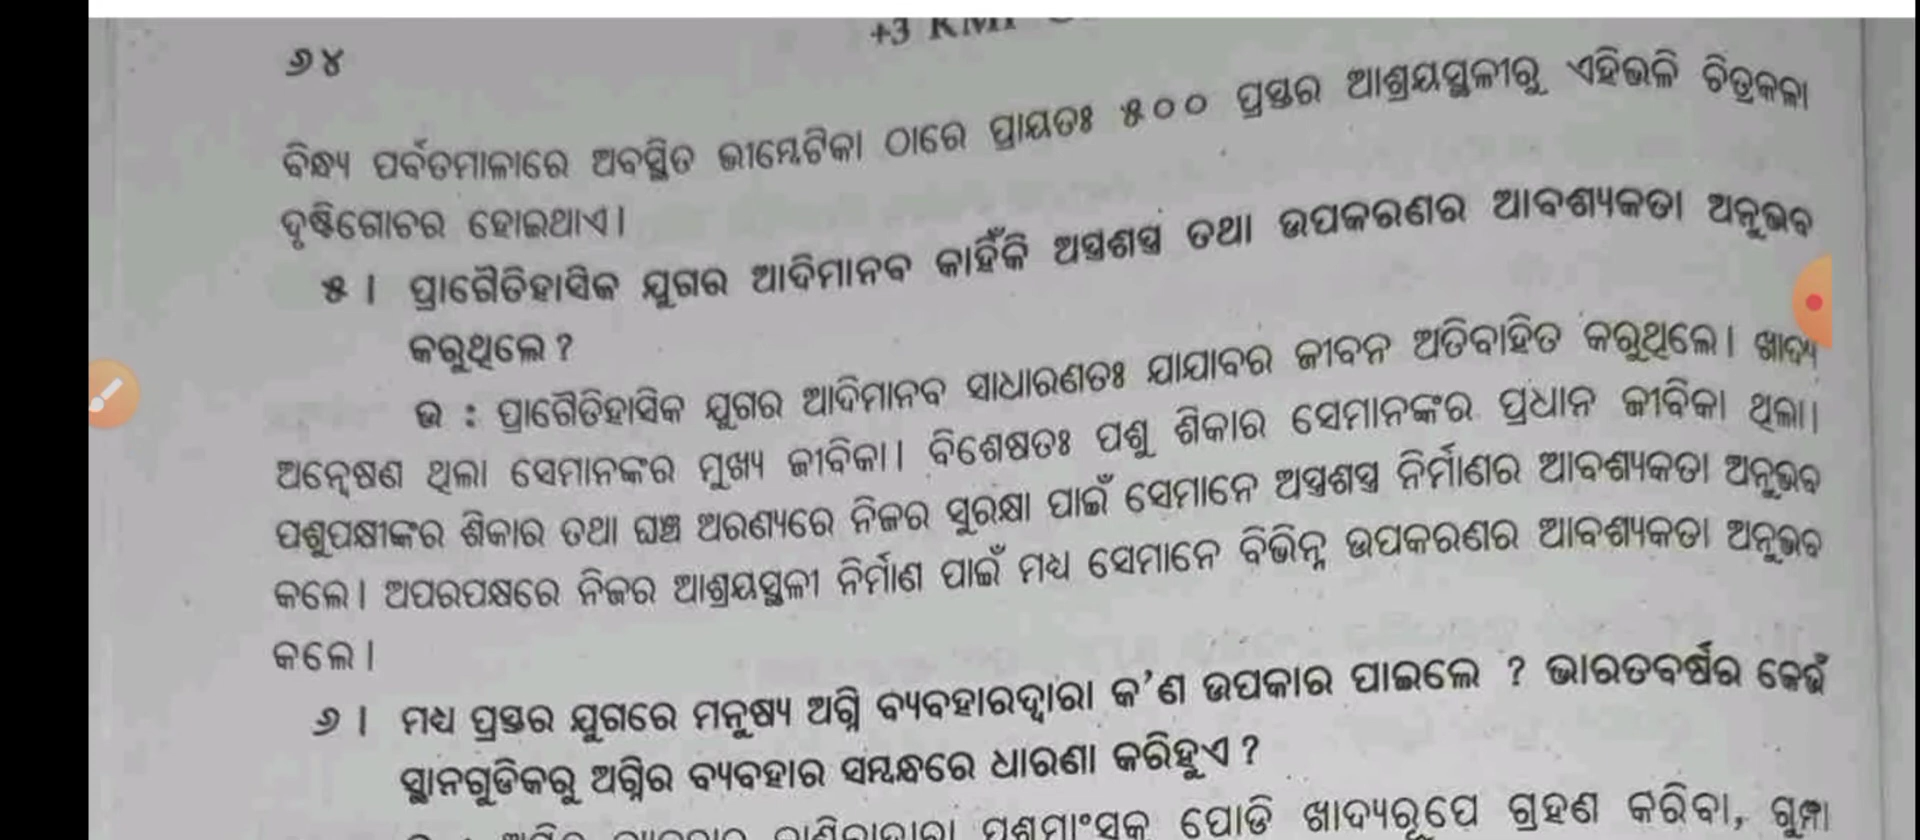 +3
୬୪
ବିନ୍ଧ୍ୟ ପର୍ବତମାଳାରେ ଅବସ୍ଥିତ ଭୀମ୍‌ବେଟିକା ଠାରେ ପ୍ରାୟତଃ ୫୦୦ ପ୍ରସ୍ତର ଆଶ୍ରୟସ୍ଥଳୀରୁ ଏହିଭଳି ଚିତ୍ରକଳା
ଦୃଷ୍ଟିଗୋଚର ହୋଇଥାଏ।
୫। ପ୍ରାଗୈତିହାସିକ ଯୁଗର ଆଦିମାନବ କାହିଁକି ଅସ୍ତ୍ରଶସ୍ତ୍ର ତଥା ଉପକରଣର ଆବଶ୍ୟକତା ଅନୁଭବ
କରୁଥିଲେ ?
ଉ : ପ୍ରାଗୈତିହାସିକ ଯୁଗର ଆଦିମାନବ ସାଧାରଣତଃ ଯାଯାବର ଜୀବନ ଅତିବାହିତ କରୁଥିଲେ। ଖାଦ୍ୟ
ଅନ୍ୱେଷଣ ଥିଲା ସେମାନଙ୍କର ମୁଖ୍ୟ ଜୀବିକା। ବିଶେଷତଃ ପଶୁ ଶିକାର ସେମାନଙ୍କର ପ୍ରଧାନ ଜୀବିକା ଥିଲା।
ପଶୁପକ୍ଷୀଙ୍କର ଶିକାର ତଥା ଘଞ୍ଚ ଅରଣ୍ୟରେ ନିଜର ସୁରକ୍ଷା ପାଇଁ ସେମାନେ ଅସ୍ତ୍ରଶସ୍ତ୍ର ନିର୍ମାଣର ଆବଶ୍ୟକତା ଅନୁଭବ
କଲେ। ଅପରପକ୍ଷରେ ନିଜର ଆଶ୍ରୟସ୍ଥଳୀ ନିର୍ମାଣ ପାଇଁ ମଧ୍ୟ ସେମାନେ ବିଭିନ୍ନ ଉପକରଣର ଆବଶ୍ୟକତା ଅନୁଭବ
କଲେ।
୬। ମଧ୍ୟ ପ୍ରସ୍ତର ଯୁଗରେ ମନୁଷ୍ୟ ଅଗ୍ନି ବ୍ୟବହାରଦ୍ୱାରା କ'ଣ ଉପକାର ପାଇଲେ ? ଭାରତବର୍ଷର କେଉଁ
ସ୍ଥାନଗୁଡିକରୁ ଅଗ୍ନିର ବ୍ୟବହାର ସମ୍ବନ୍ଧରେ ଧାରଣା କରିହୁଏ ?
ପଶୁମାଂସକୁ ପୋଡି ଖାଦ୍ୟରୂପେ ଗ୍ରହଣ କରିବା, ଗୁମ୍ଫା